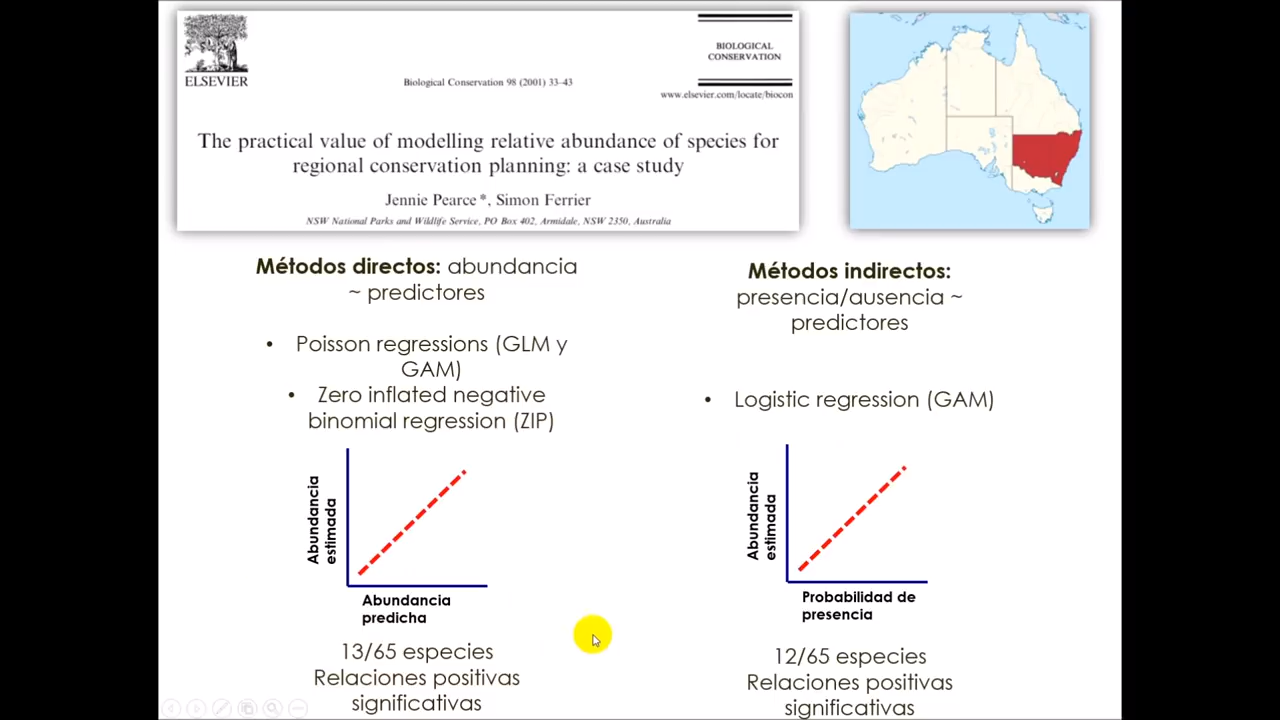 ELSEVIER
Biological Conservation 98 (2001) 33–43
BIOLOGICAL
CONSERVATION
www.elsevier.com/locate/biocon
The practical value of modelling relative abundance of species for
regional conservation planning: a case study
Jennie Pearce *, Simon Ferrier
NSW National Parks and Wildlife Service, PO Box 402, Armidale, NSW 2350, Australia
Métodos directos: abundancia
~ predictores
• Poisson regressions (GLM y
GAM)
• Zero inflated negative
binomial regression (ZIP)
Abundancia
estimada
Abundancia
predicha
13/65 especies
Relaciones positivas
significativas
Métodos indirectos:
presencia/ausencia ~
predictores
• Logistic regression (GAM)
Abundancia
estimada
Probabilidad de
presencia
12/65 especies
Relaciones positivas
significativas